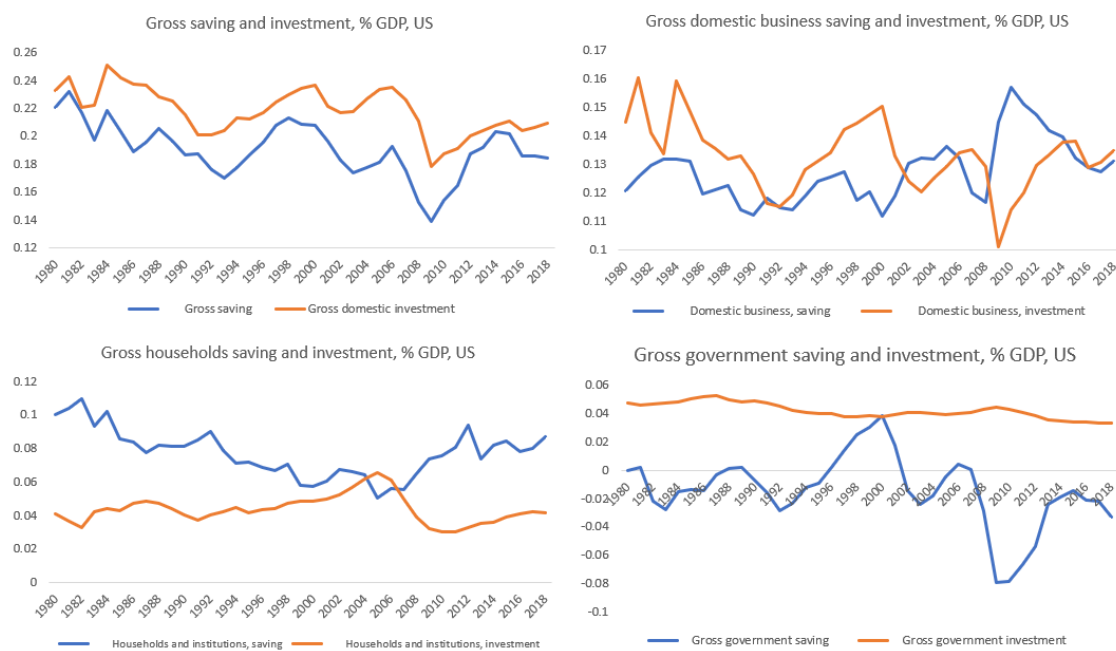 Gross saving and investment, % GDP, US
0.26
0.24
0.22
0.2
0.18
0.16
0.14
0.12
1980 1982 1984 1986 1988 1990 1992 1994 1996 1998 2000 2002 2004 2006 2008 2010 2012 2014 2016 2018
Gross saving Gross domestic investment
Gross domestic business saving and investment, % GDP, US
0.17
0.16
0.15
0.14
0.13
0.12
0.11
0.1
1980 1982 1984 1986 1988 1990 1992 1994 1996 1998 2000 2002 2004 2006 2008 2010 2012 2014 2016 2018
Domestic business, saving Domestic business, investment
Gross households saving and investment, % GDP, US
0.12
0.1
0.08
0.06
0.04
0.02
0
1980 1982 1984 1986 1988 1990 1992 1994 1996 1998 2000 2002 2004 2006 2008 2010 2012 2014 2016 2018
Households and institutions, saving Households and institutions, investment
Gross government saving and investment, % GDP, US
0.06
0.04
0.02
0
-0.02
-0.04
-0.06
-0.08
-0.1
1980 1982 1984 1986 1988 1990 1992 1994 1996 1998 2000 2002 2004 2006 2008 2010 2012 2014 2016 2018
Gross government saving Gross government investment